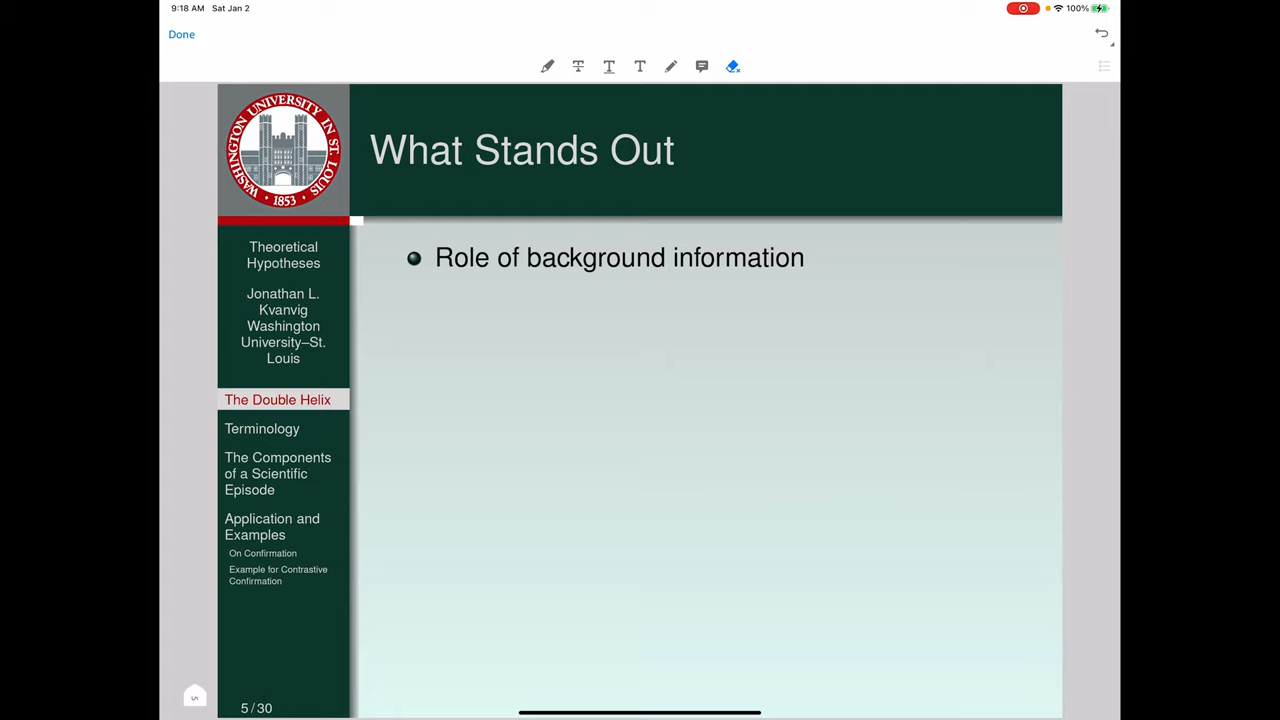 9:18 AM Sat Jan 2
100%
Done
WASHINGTON UNIVERSITY IN ST. LOUIS
1853
What Stands Out
Theoretical
Hypotheses
Jonathan L.
Kvanvig
Washington
University–St.
Louis
The Double Helix
Terminology
The Components
of a Scientific
Episode
Application and
Examples
On Confirmation
Example for Contrastive
Confirmation
5 / 30
5
Role of background information